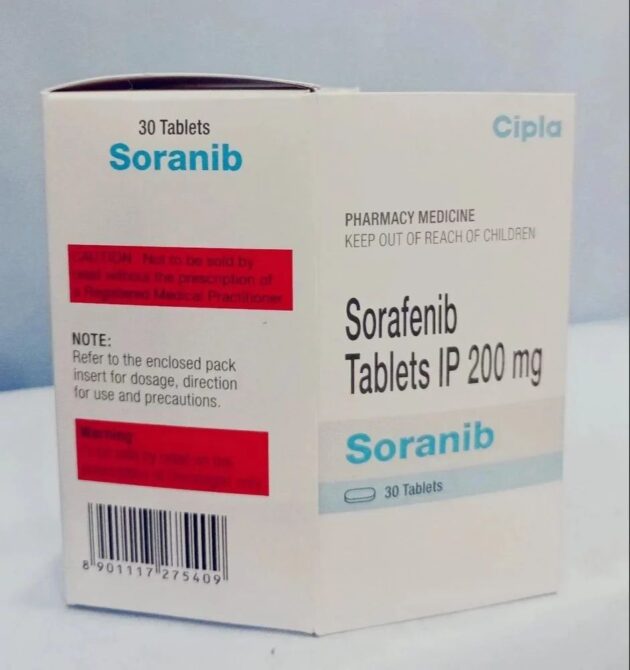 30 Tablets
Soranib
CAUTION: Not to be sold by
retail without the prescription of
a Registered Medical Practitioner.
NOTE:
Refer to the enclosed pack
insert for dosage, direction
for use and precautions.
Warning:
8 901117 275409
Cipla
PHARMACY MEDICINE
KEEP OUT OF REACH OF CHILDREN
Sorafenib
Tablets IP 200 mg
Soranib
30 Tablets